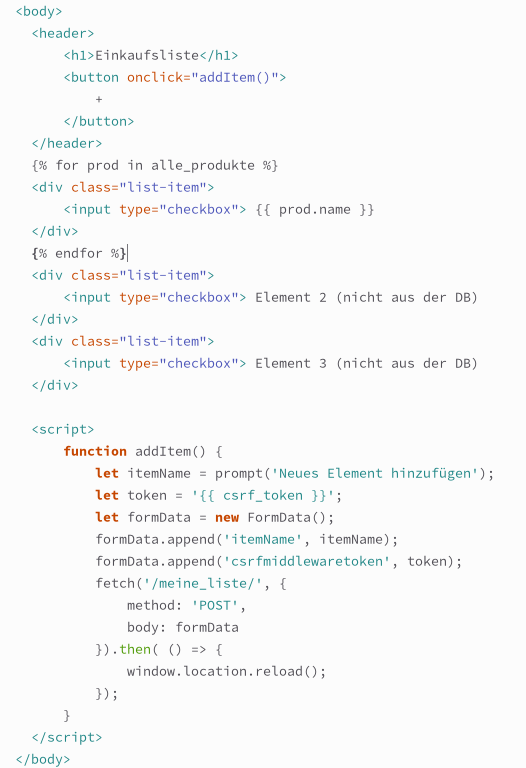 <body>
<header>
<h1>Einkaufsliste</h1>
<button onclick="addItem()">
+
</button>
</header>
{% for prod in alle_produkte %}
<div class="list-item">
<input type="checkbox"> {{ prod.name }}
</div>
{% endfor %}
<div class="list-item">
<input type="checkbox"> Element 2 (nicht aus der DB)
</div>
<div class="list-item">
<input type="checkbox"> Element 3 (nicht aus der DB)
</div>
<script>
function addItem() {
let itemName = prompt('Neues Element hinzufügen');
let token = '{{ csrf_token }}';
let formData = new FormData();
formData.append('itemName', itemName);
formData.append('csrfmiddlewaretoken', token);
fetch('/meine_liste/', {
method: 'POST',
body: formData
}).then( () => {
window.location.reload();
});
}
</script>
</body>